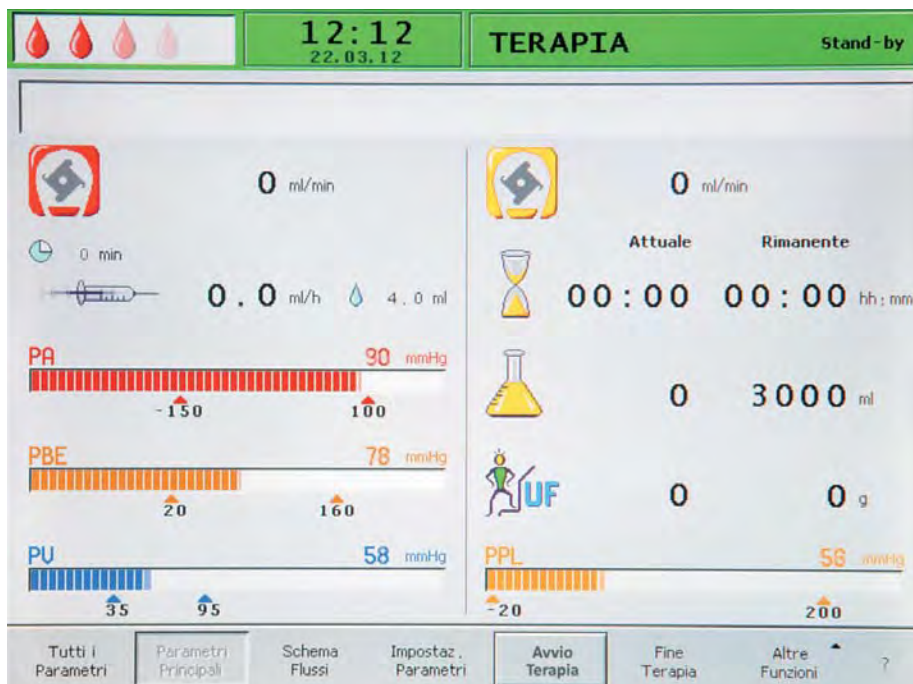 12:12
22.03.12
TERAPIA
Stand-by
0 ml/min
0 min
0.0 ml/h
4.0 ml
PA
90 mmHg
-150
100
PBE
78 mmHg
20
160
PV
58 mmHg
35
95
0 ml/min
Attuale
Rimanente
00:00
00:00 hh:mm
0
3000 ml
UF
0
0 g
PPL
56 mmHg
-20
200
Tutti i
Parametri
Parametri
Principali
Schema
Flussi
Impostaz.
Parametri
Avvio
Terapia
Fine
Terapia
Altre
Funzioni
?